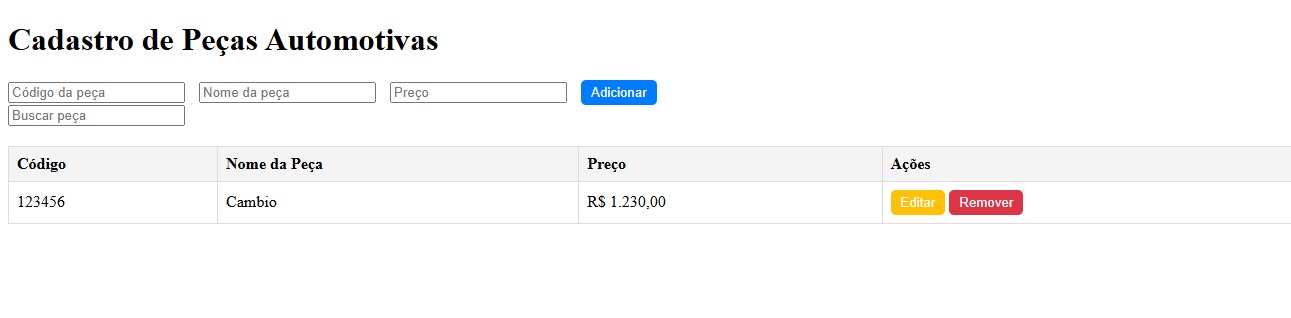 Cadastro de Peças Automotivas
Código da peça Nome da peça Preço Adicionar
Buscar peça
Código Nome da Peça Preço Ações
123456 Cambio R$ 1.230,00 Editar Remover